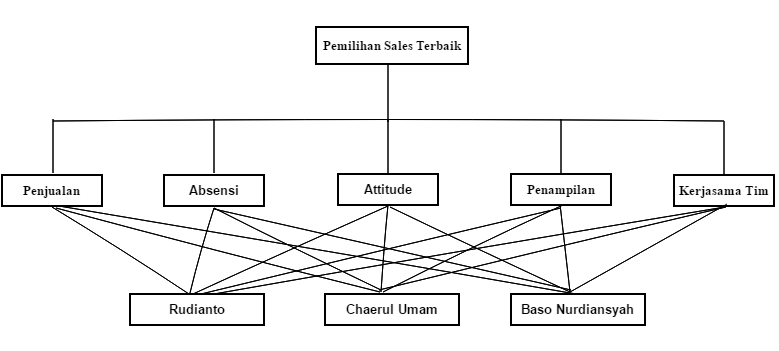 Pemilihan Sales Terbaik
Penjualan
Absensi
Attitude
Penampilan
Kerjasama Tim
Rudianto
Chaerul Umam
Baso Nurdiansyah